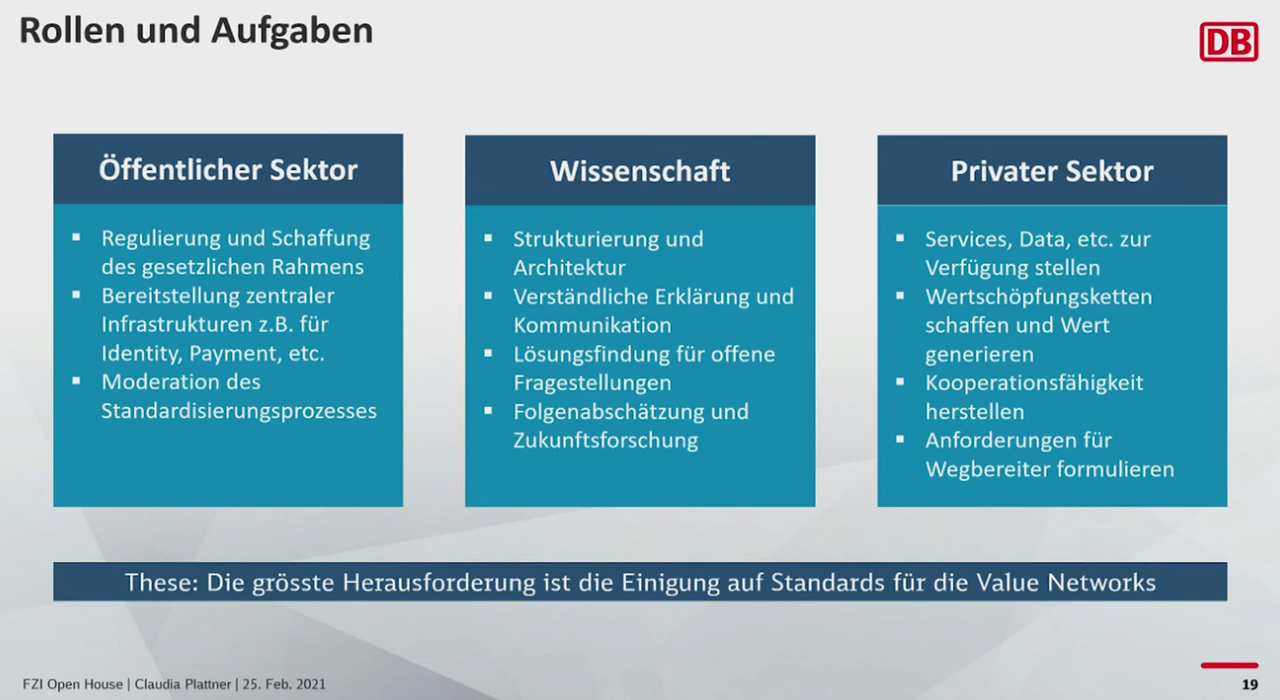 Rollen und Aufgaben
DB
Öffentlicher Sektor
▪ Regulierung und Schaffung
des gesetzlichen Rahmens
▪ Bereitstellung zentraler
Infrastrukturen z.B. für
Identity, Payment, etc.
▪ Moderation des
Standardisierungsprozesses
Wissenschaft
▪ Strukturierung und
Architektur
▪ Verständliche Erklärung und
Kommunikation
▪ Lösungsfindung für offene
Fragestellungen
▪ Folgenabschätzung und
Zukunftsforschung
Privater Sektor
▪ Services, Data, etc. zur
Verfügung stellen
▪ Wertschöpfungsketten
schaffen und Wert
generieren
▪ Kooperationsfähigkeit
herstellen
▪ Anforderungen für
Wegbereiter formulieren
These: Die grösste Herausforderung ist die Einigung auf Standards für die Value Networks
FZI Open House | Claudia Plattner | 25. Feb. 2021
19